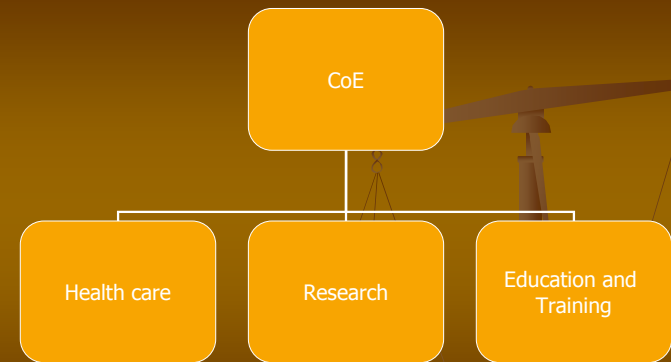 CoE
Health care
Research
Education and
Training